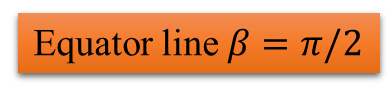 Equator line 𝛽 = 𝜋/2